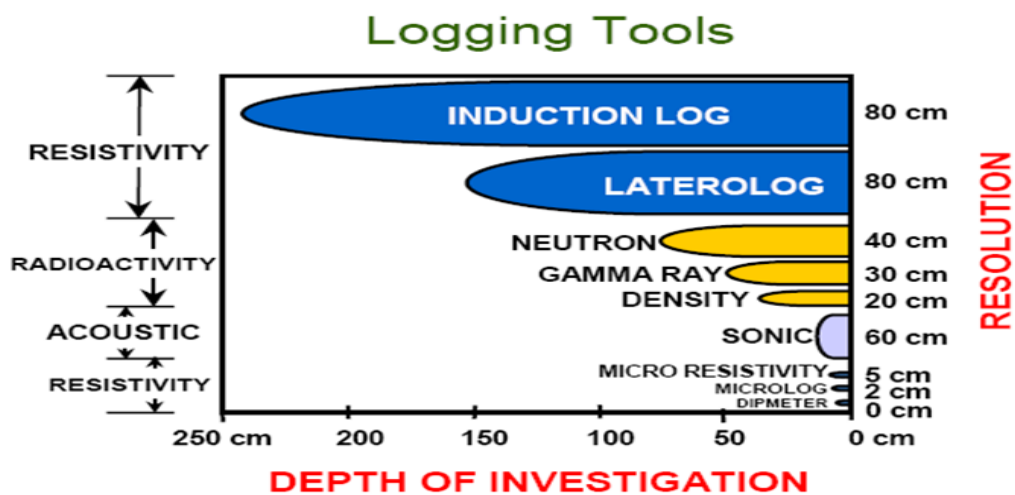 Logging Tools
RESISTIVITY
RADIOACTIVITY
ACOUSTIC
RESISTIVITY
INDUCTION LOG
80 cm
LATEROLOG
80 cm
NEUTRON
40 cm
GAMMA RAY
30 cm
DENSITY
20 cm
SONIC
60 cm
MICRO RESISTIVITY
5 cm
MICROLOG
2 cm
DIPMETER
0 cm
RESOLUTION
250 cm
200
150
100
50
0 cm
DEPTH OF INVESTIGATION